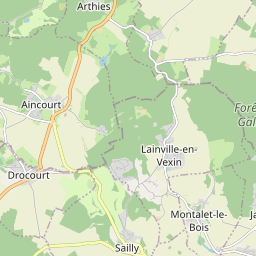 Arthies
Aincourt
Forê
Gal
Lainville-en-
Vexin
Drocourt
Montalet-le-
Bois
Ja
Sailly